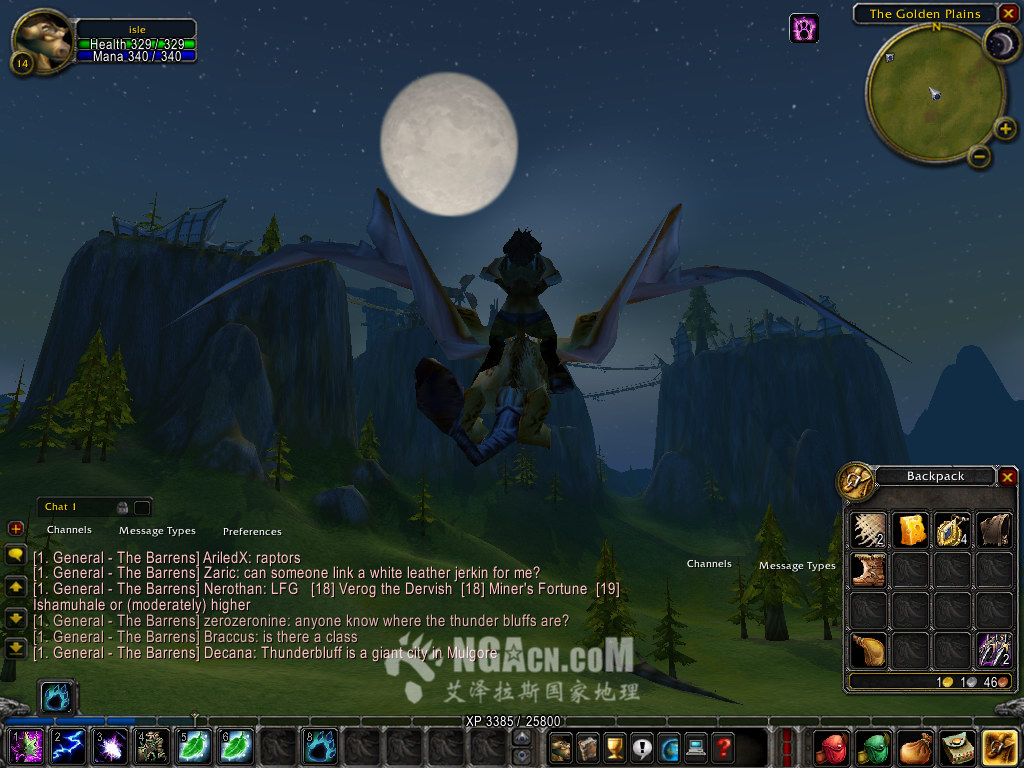 isle
Health 329 / 329
Mana 340 / 340
14
The Golden Plains
N
Backpack
2
4
Chat 1
Channels Message Types Preferences
Channels Message Types
[1. General - The Barrens] AriledX: raptors
[1. General - The Barrens] Zaric: can someone link a white leather jerkin for me?
[1. General - The Barrens] Nerothan: LFG [18] Verog the Dervish [18] Miner's Fortune [19]
Ishamuhale or (moderately) higher
[1. General - The Barrens] zerozeronine: anyone know where the thunder bluffs are?
[1. General - The Barrens] Braccus: is there a class
[1. General - The Barrens] Decana: Thunderbluff is a giant city in Mulgore
NGACN.COM
艾泽拉斯国家地理
2
1 1 46
XP 3385 / 25800
1 2 3 4 5 6 8